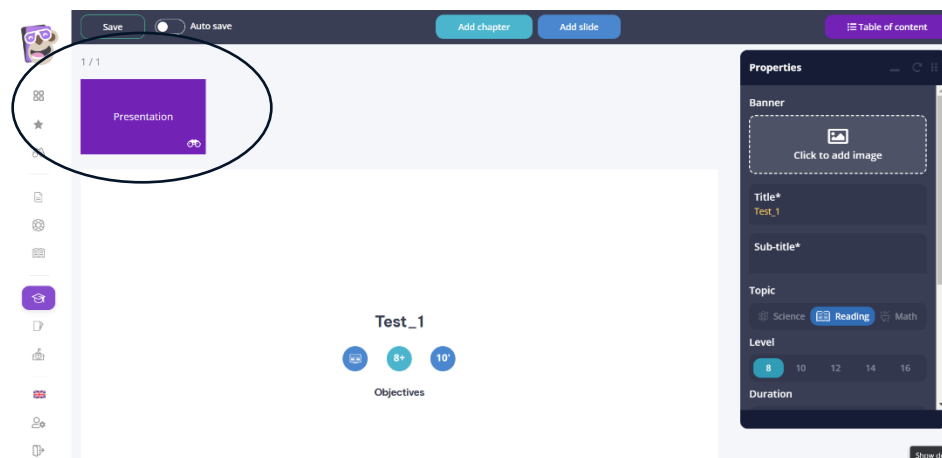 Save
Auto save
Add chapter
Add slide
Table of content
1 / 1
Presentation
Test_1
8+
10'
Objectives
Properties
Banner
Click to add image
Title*
Test_1
Sub-title*
Topic
Science Reading Math
Level
8 10 12 14 16
Duration